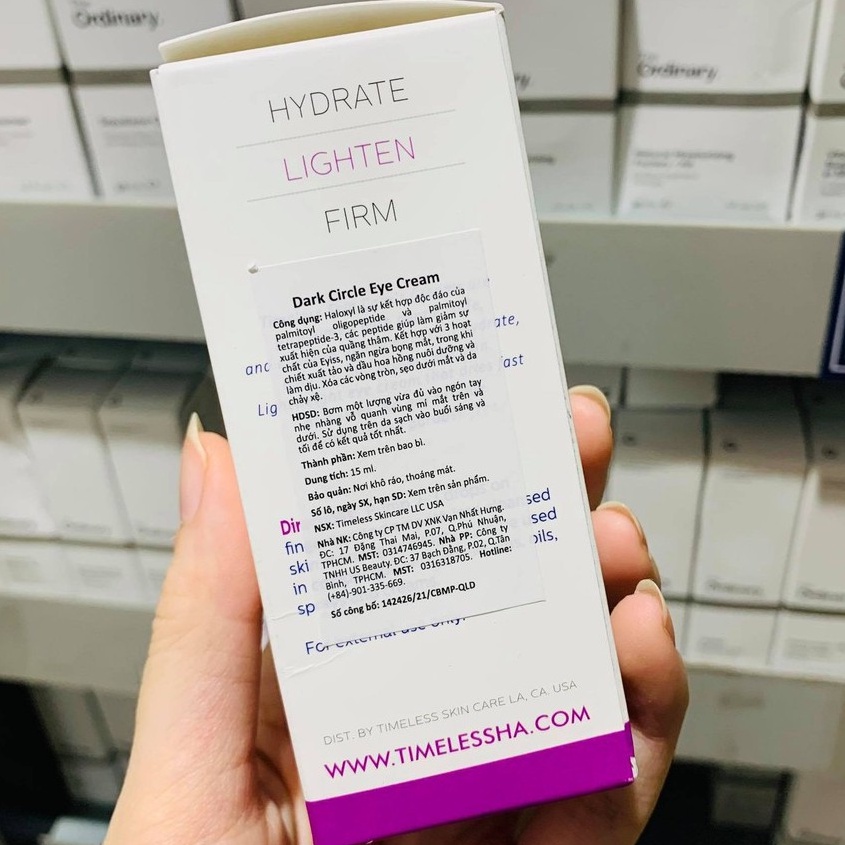 Ordinary.
Ordinary
HYDRATE
LIGHTEN
FIRM
Dark Circle Eye Cream
Công dụng: Haloxyl là sự kết hợp độc đáo của
palmitoyl oligopeptide và palmitoyl
tetrapeptide-3, các peptide giúp làm giảm sự
xuất hiện của quầng thâm. Kết hợp với 3 hoạt
chất của Eyiss, ngăn ngừa bọng mắt, trong khi
chiết xuất tảo và dầu hoa hồng nuôi dưỡng và
làm dịu. Xóa các vòng tròn, sẹo dưới mắt và da
chảy xệ.
HDSD: Bơm một lượng vừa đủ vào ngón tay
nhẹ nhàng vỗ quanh vùng mí mắt trên và
dưới. Sử dụng trên da sạch vào buổi sáng và
tối để có kết quả tốt nhất.
Thành phần: Xem trên bao bì.
Dung tích: 15 ml.
Bảo quản: Nơi khô ráo, thoáng mát.
Số lô, ngày SX, hạn SD: Xem trên sản phẩm.
NSX: Timeless Skincare LLC USA
Nhà NK: Công ty CP TM DV XNK Vạn Nhất Hưng.
ĐC: 17 Đặng Thai Mai, P.07, Q.Phú Nhuận,
TPHCM. MST: 0314746945. Nhà PP: Công ty
TNHH US Beauty. ĐC: 37 Bạch Đằng, P.02, Q.Tân
Bình, TPHCM. MST: 0316318705. Hotline:
(+84)-901-335-669.
Số công bố: 142426/21/CBMP-QLD
For external use only.
DIST. BY TIMELESS SKIN CARE LA, CA. USA
WWW.TIMELESSHA.COM